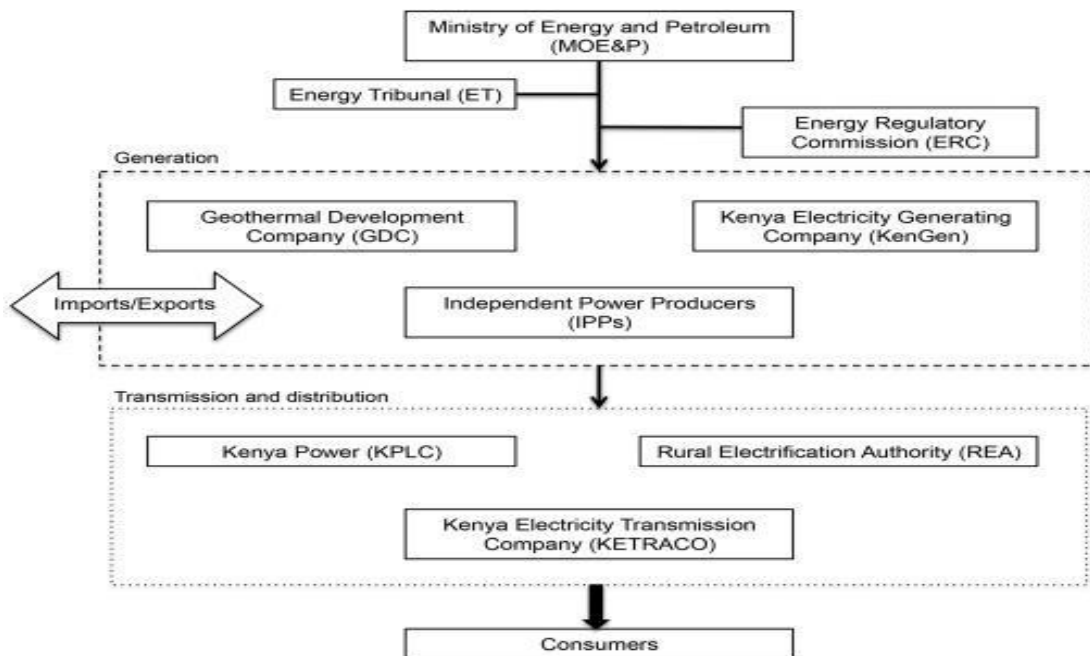 Ministry of Energy and Petroleum
(MOE&P)
Energy Tribunal (ET)
Energy Regulatory
Commission (ERC)
Generation
Geothermal Development
Company (GDC)
Kenya Electricity Generating
Company (KenGen)
Imports/Exports
Independent Power Producers
(IPPs)
Transmission and distribution
Kenya Power (KPLC)
Rural Electrification Authority (REA)
Kenya Electricity Transmission
Company (KETRACO)
Consumers